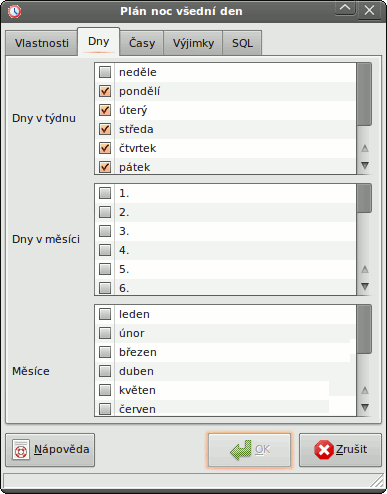 Plán noc všední den
Vlastnosti Dny Časy Výjimky SQL
Dny v týdnu
neděle
pondělí
úterý
středa
čtvrtek
pátek
Dny v měsíci
1.
2.
3.
4.
5.
6.
Měsíce
leden
únor
březen
duben
květen
červen
Nápověda OK Zrušit